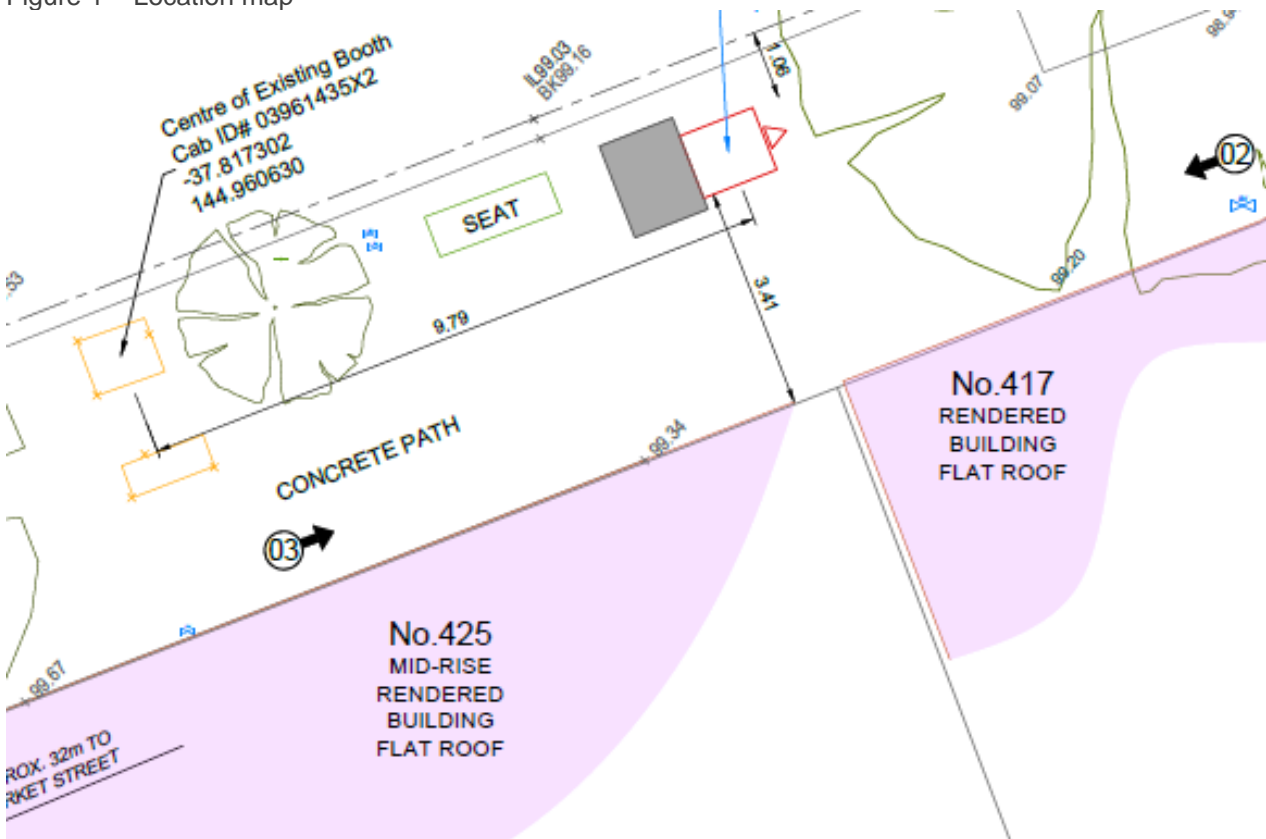 Figure 1 – Location map
Centre of Existing Booth
Cab ID# 03961435X2
-37.817302
144.960630
IL99.03
BK99.16
1.06
99.07
02
SEAT
9.79
3.41
99.20
No.417
RENDERED
BUILDING
FLAT ROOF
CONCRETE PATH
99.34
03
No.425
MID-RISE
RENDERED
BUILDING
FLAT ROOF
99.67
32m TO
STREET